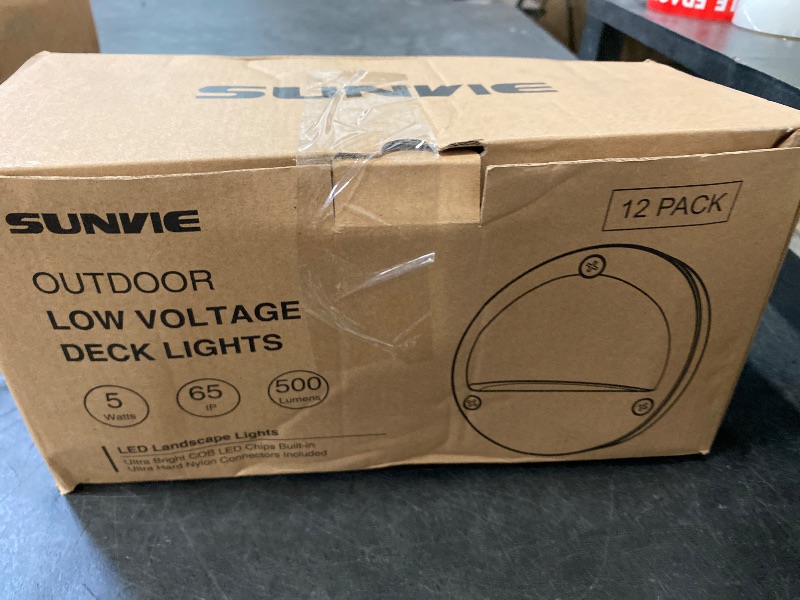 SUNVIE
SUNVIE
12 PACK
OUTDOOR
LOW VOLTAGE
DECK LIGHTS
5
Watts
65
IP
500
Lumens
LED Landscape Lights
Ultra Bright COB LED Chips Built-in
Ultra Hard Nylon Connectors Included